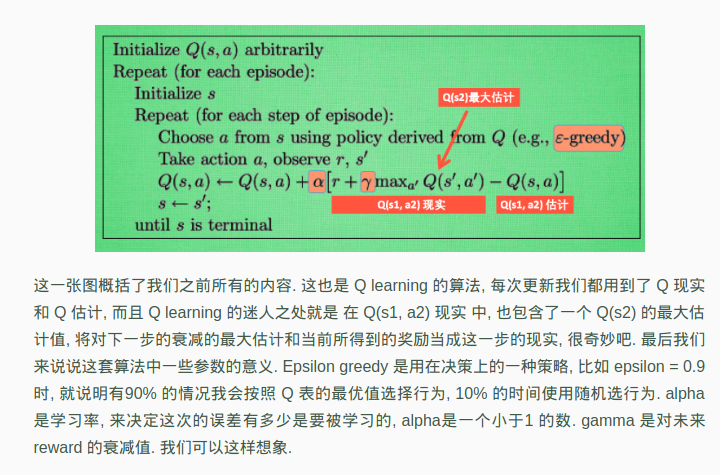 Initialize Q(s, a) arbitrarily
Repeat (for each episode):
Initialize s
Q(s2)最大估计
Repeat (for each step of episode):
Choose a from s using policy derived from Q (e.g., ε-greedy)
Take action a, observe r, s′
Q(s, a) ← Q(s, a) + α[r + γ maxₐ′ Q(s′, a′) − Q(s, a)]
s ← s′;
Q(s1, a2) 现实
Q(s1, a2) 估计
until s is terminal
这一张图概括了我们之前所有的内容. 这也是 Q learning 的算法, 每次更新我们都用到了 Q 现实
和 Q 估计, 而且 Q learning 的迷人之处就是 在 Q(s1, a2) 现实 中, 也包含了一个 Q(s2) 的最大估
计值, 将对下一步的衰减的最大估计和当前所得到的奖励当成这一步的现实, 很奇妙吧. 最后我们
来说说这套算法中一些参数的意义. Epsilon greedy 是用在决策上的一种策略, 比如 epsilon = 0.9
时, 就说明有90% 的情况我会按照 Q 表的最优值选择行为, 10% 的时间使用随机选行为. alpha
是学习率, 来决定这次的误差有多少是要被学习的, alpha是一个小于1 的数. gamma 是对未来
reward 的衰减值. 我们可以这样想象.